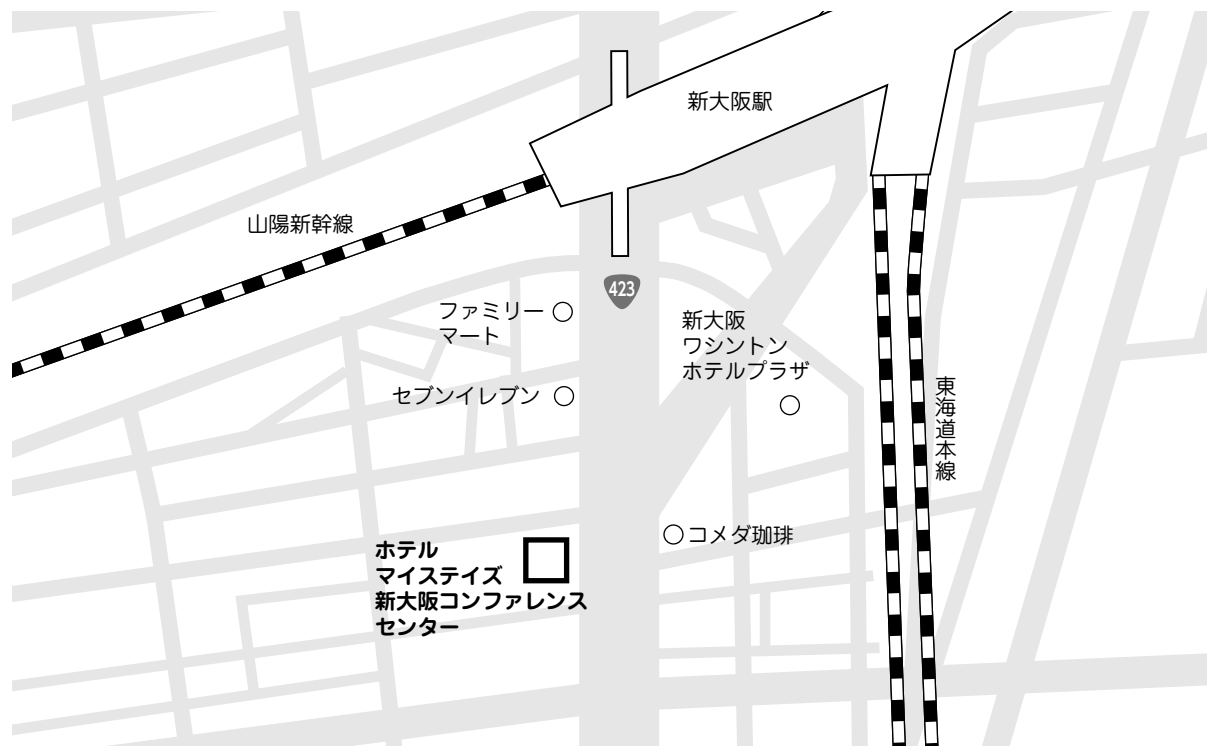 新大阪駅
山陽新幹線
423
ファミリー
マート
新大阪
ワシントン
ホテルプラザ
セブンイレブン
東海道本線
コメダ珈琲
ホテル
マイステイズ
新大阪コンファレンス
センター